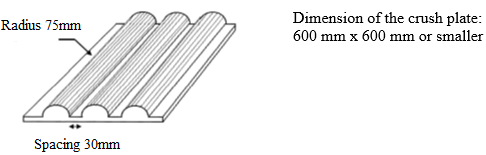 Radius 75mm
Dimension of the crush plate:
600 mm x 600 mm or smaller
Spacing 30mm